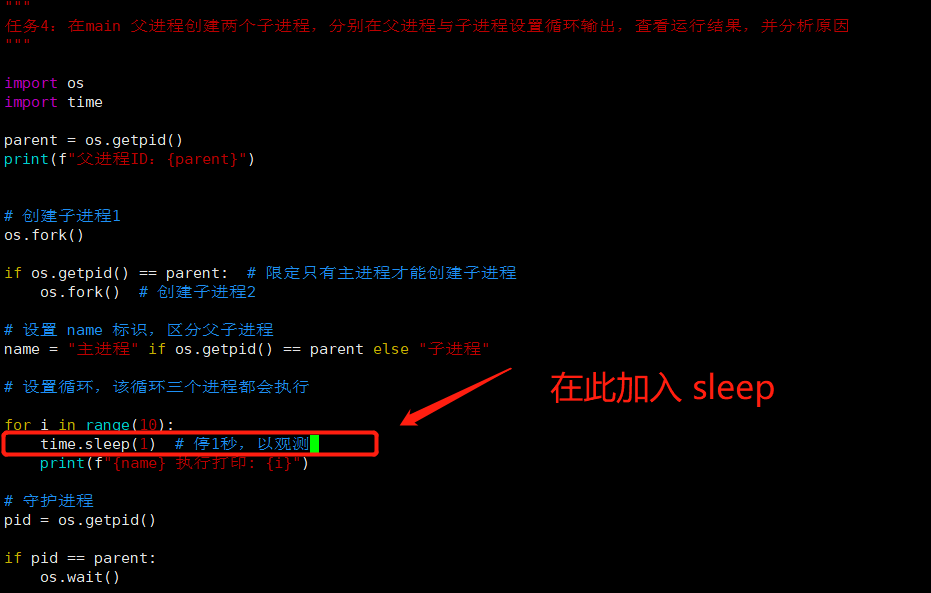 """
任务4：在main 父进程创建两个子进程，分别在父进程与子进程设置循环输出，查看运行结果，并分析原因
"""
import os
import time
parent = os.getpid()
print(f"父进程ID：{parent}")
# 创建子进程1
os.fork()
if os.getpid() == parent:  # 限定只有主进程才能创建子进程
    os.fork()  # 创建子进程2
# 设置 name 标识，区分父子进程
name = "主进程" if os.getpid() == parent else "子进程"
# 设置循环，该循环三个进程都会执行
在此加入 sleep
for i in range(10):
    time.sleep(1)  # 停1秒，以观测
    print(f"{name} 执行打印: {i}")
# 守护进程
pid = os.getpid()
if pid == parent:
    os.wait()